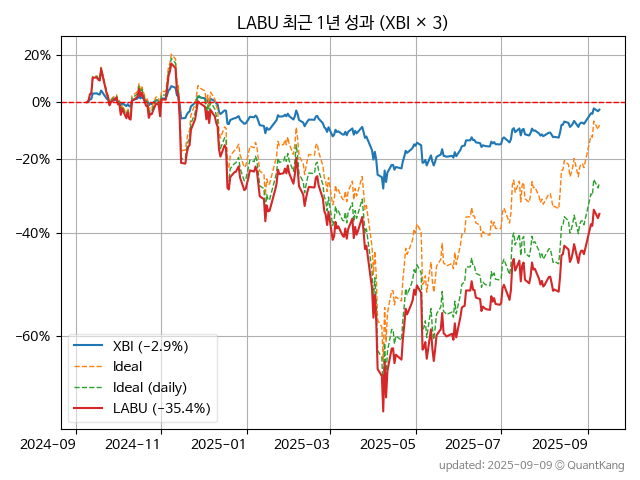 LABU 최근 1년 성과 (XBI × 3)
20%
0%
−20%
−40%
−60%
XBI (−2.9%)
Ideal
Ideal (daily)
LABU (−35.4%)
2024−09
2024−11
2025−01
2025−03
2025−05
2025−07
2025−09
updated: 2025−09−09 © QuantKang